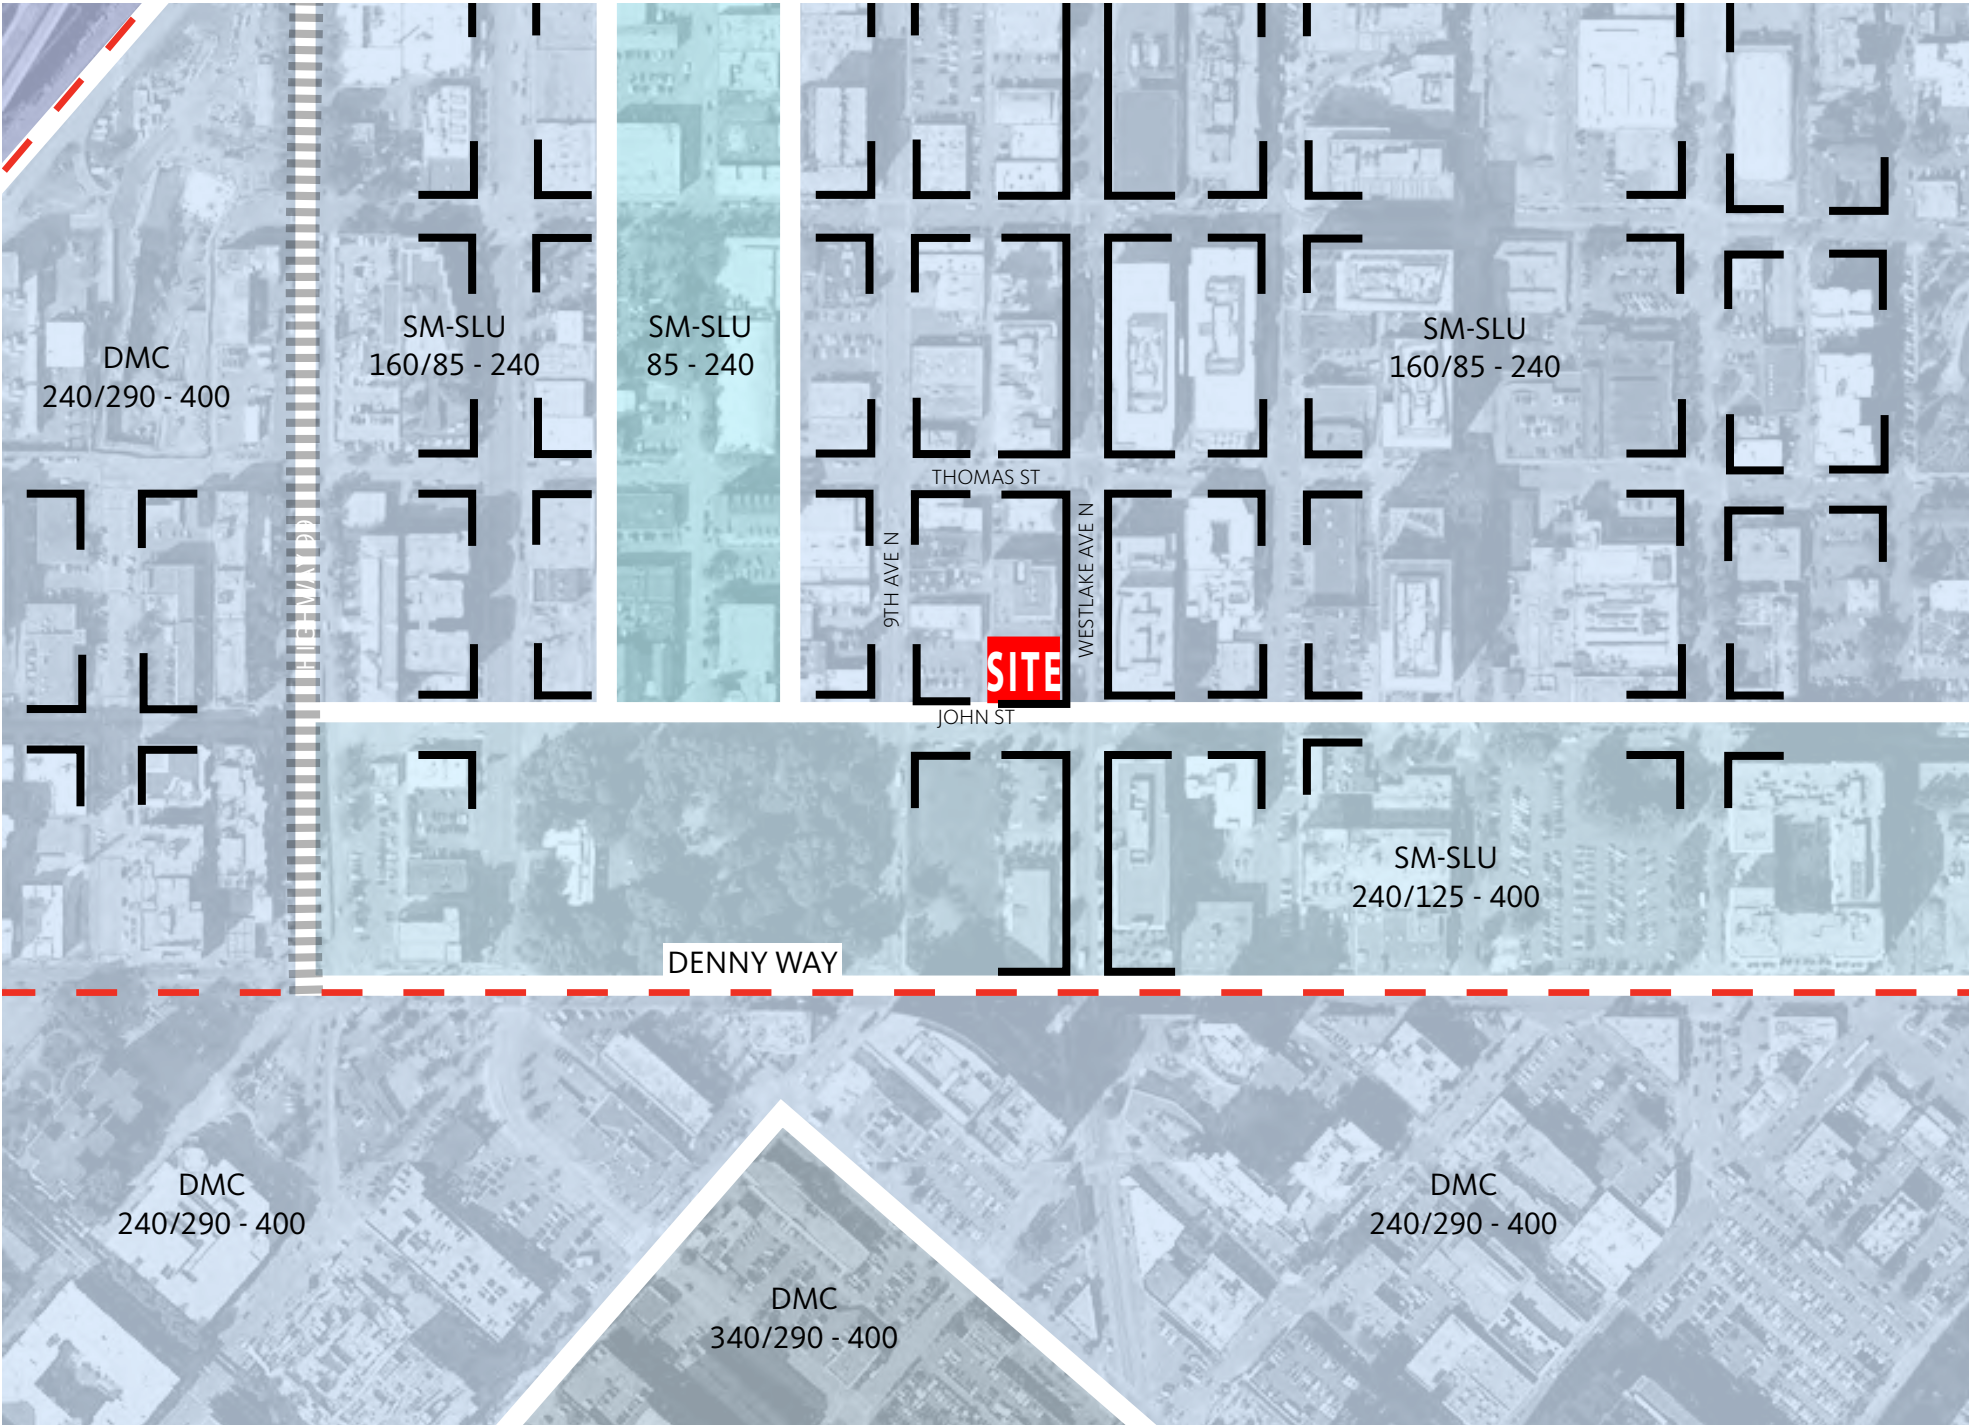 SM-SLU
160/85 - 240
SM-SLU
85 - 240
SM-SLU
160/85 - 240
DMC
240/290 - 400
THOMAS ST
9TH AVE N
WESTLAKE AVE N
HIGHWAY 99
SITE
JOHN ST
SM-SLU
240/125 - 400
DENNY WAY
DMC
240/290 - 400
DMC
240/290 - 400
DMC
340/290 - 400